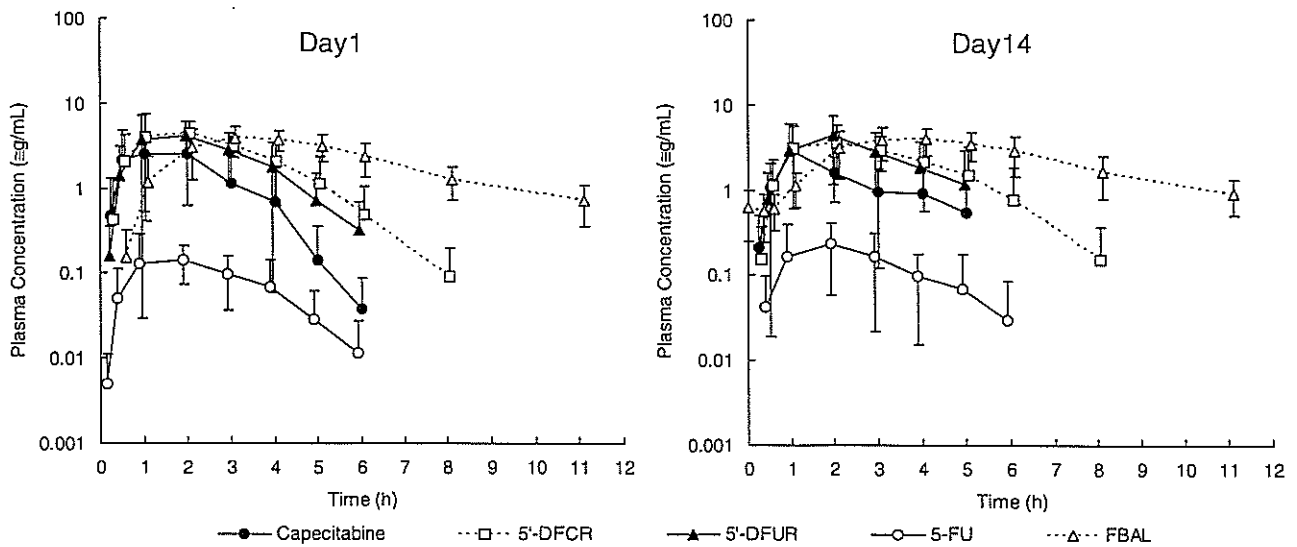 Day1
Plasma Concentration (≅g/mL)
100
10
1
0.1
0.01
0.001
0 1 2 3 4 5 6 7 8 9 10 11 12
Time (h)
Day14
Plasma Concentration (≅g/mL)
100
10
1
0.1
0.01
0.001
0 1 2 3 4 5 6 7 8 9 10 11 12
Time (h)
Capecitabine 5'-DFCR 5'-DFUR 5-FU FBAL